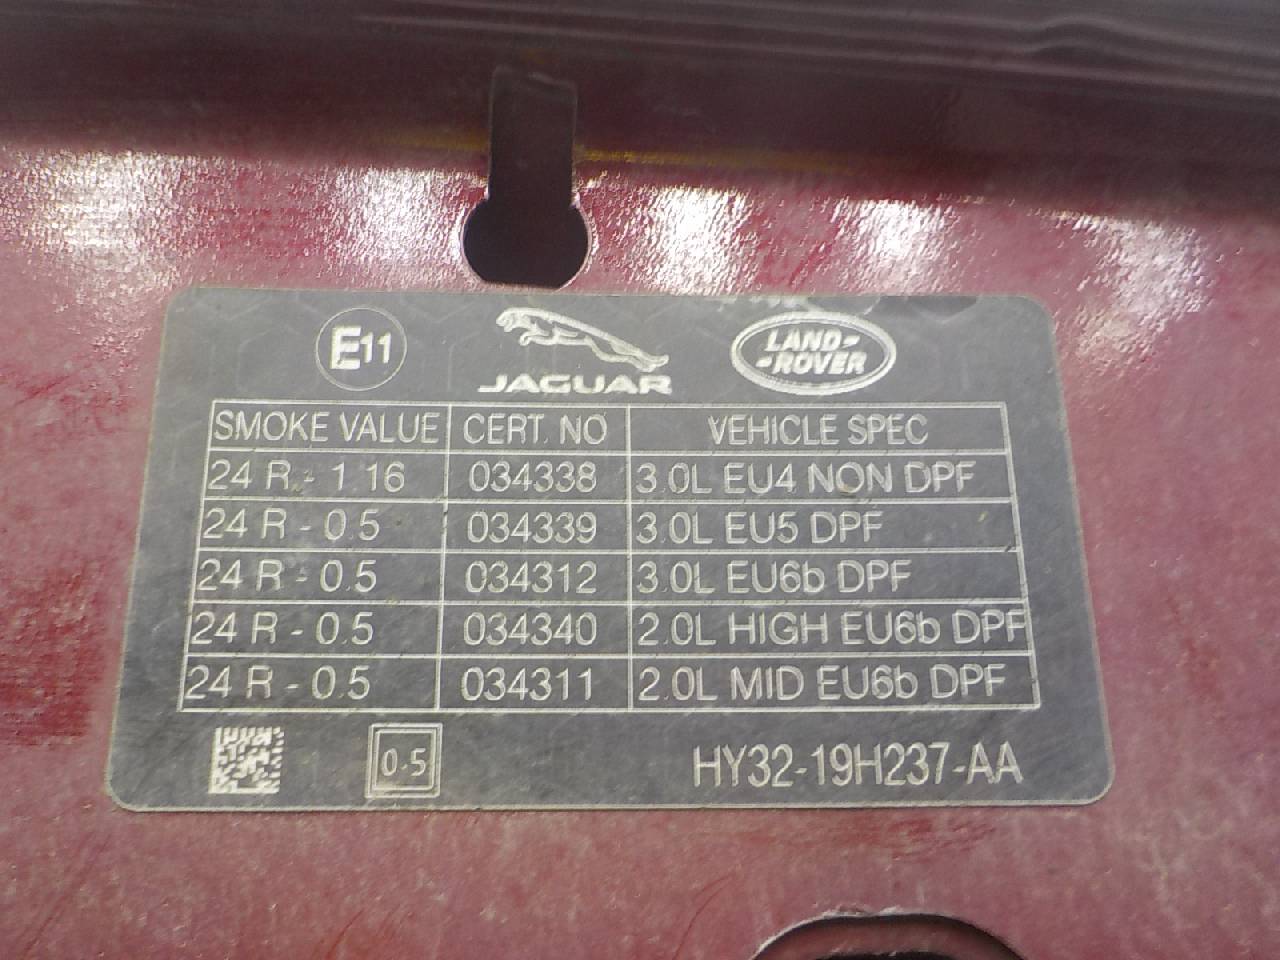 E11 JAGUAR LAND-ROVER
SMOKE VALUE CERT. NO VEHICLE SPEC
24 R - 1.16 034338 3.0L EU4 NON DPF
24 R - 0.5 034339 3.0L EU5 DPF
24 R - 0.5 034312 3.0L EU6b DPF
24 R - 0.5 034340 2.0L HIGH EU6b DPF
24 R - 0.5 034311 2.0L MID EU6b DPF
0.5 HY32-19H237-AA